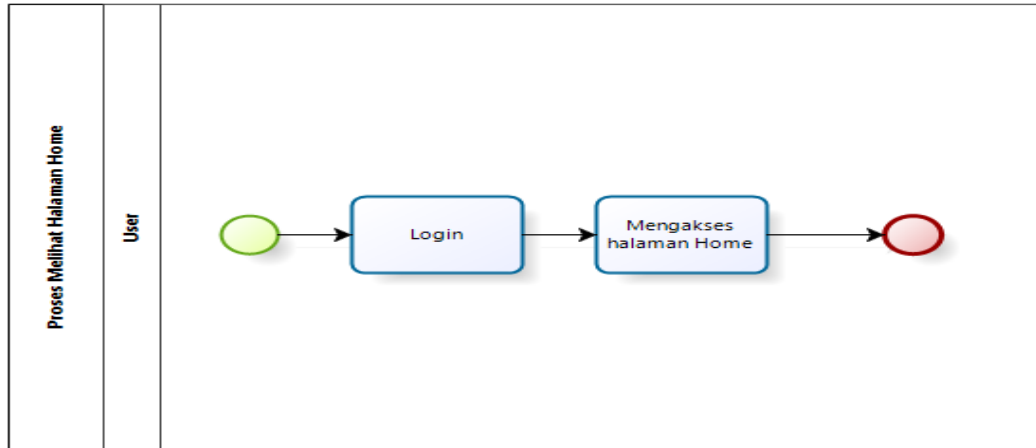 Proses Melihat Halaman Home
User
Login
Mengakses
halaman Home